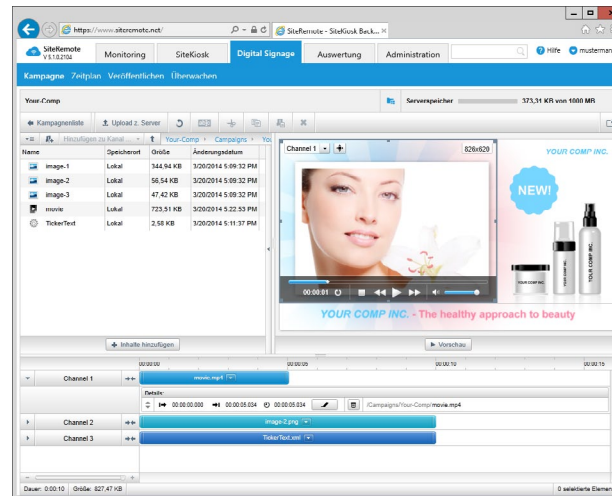 https://www.siteremote.net/
SiteRemote - SiteKiosk Back...
SiteRemote
V 5.1.0.2104
Monitoring
SiteKiosk
Digital Signage
Auswertung
Administration
Hilfe
musterman
Kampagne Zeitplan Veröffentlichen Überwachen
Your-Comp
Serverspeicher
373,31 KB von 1000 MB
Kampagnenliste
Upload z. Server
Hinzufügen zu Kanal ...
Your-Comp
Campaigns
Name Speicherort Größe Änderungsdatum
image-1 Lokal 344,94 KB 3/20/2014 5:09:32 PM
image-2 Lokal 56,54 KB 3/20/2014 5:09:32 PM
image-3 Lokal 47,42 KB 3/20/2014 5:09:32 PM
movie Lokal 723,51 KB 3/20/2014 5:22:53 PM
TickerText Lokal 2,58 KB 3/20/2014 5:11:37 PM
Channel 1
826x620
YOUR COMP INC.
NEW!
YOUR COMP INC.
YOUR COMP INC.
00:00:01
YOUR COMP INC. - The healthy approach to beauty
Inhalte hinzufügen
Vorschau
00:00:00 00:00:05 00:00:10 00:00:15
Channel 1
movie.mp4
Details:
00:00:00.000 00:00:05.034 00:00:05.034
/Campaigns/Your-Comp/movie.mp4
Channel 2
image-2.png
Channel 3
TickerText.xml
Dauer: 0:00:10 Größe: 827,47 KB
0 selektierte Elemen